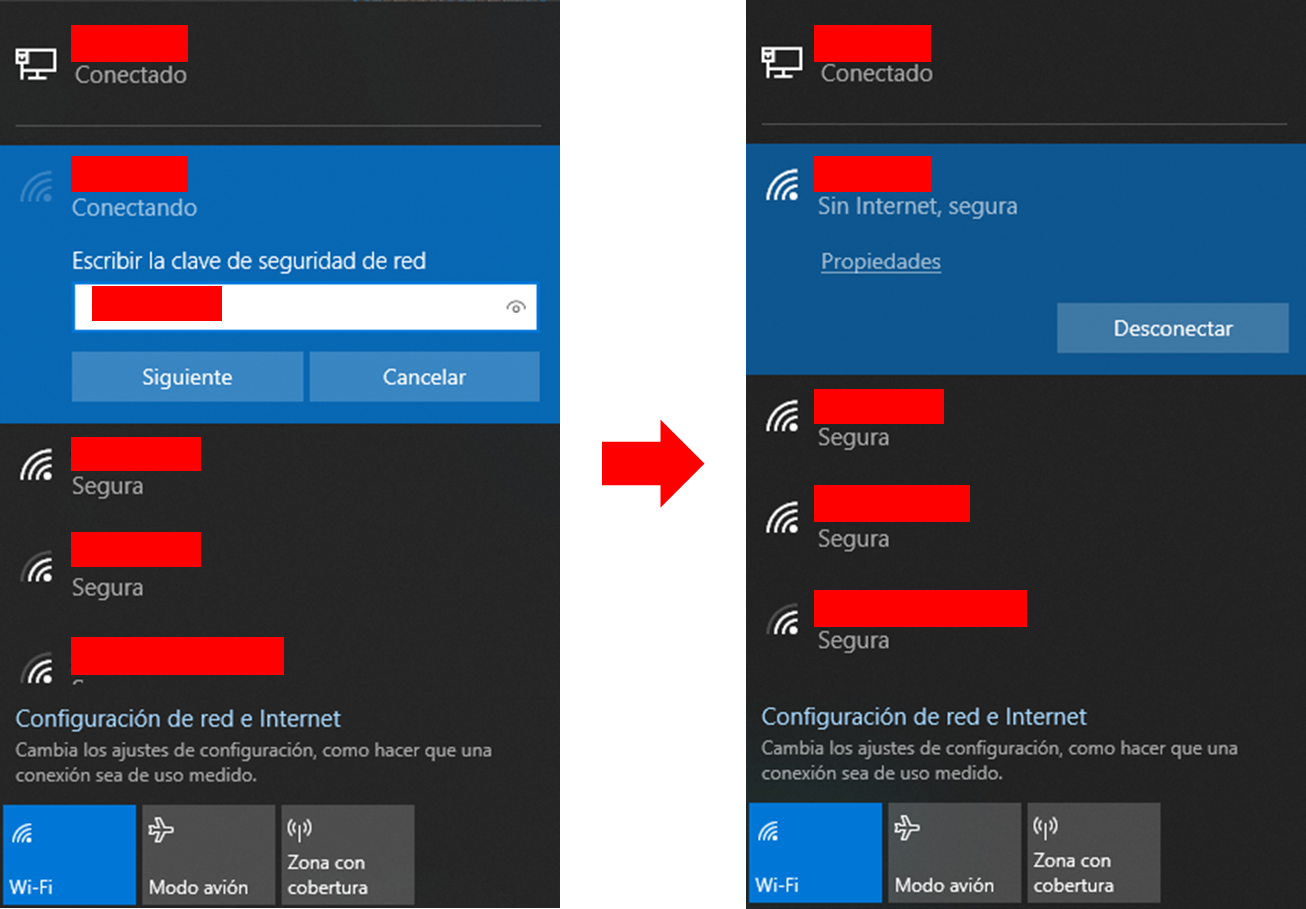 Conectado
Conectando
Escribir la clave de seguridad de red
Siguiente
Cancelar
Segura
Segura
Configuración de red e Internet
Cambia los ajustes de configuración, como hacer que una
conexión sea de uso medido.
Wi-Fi
Modo avión
Zona con
cobertura
Conectado
Sin Internet, segura
Propiedades
Desconectar
Segura
Segura
Segura
Configuración de red e Internet
Cambia los ajustes de configuración, como hacer que una
conexión sea de uso medido.
Wi-Fi
Modo avión
Zona con
cobertura